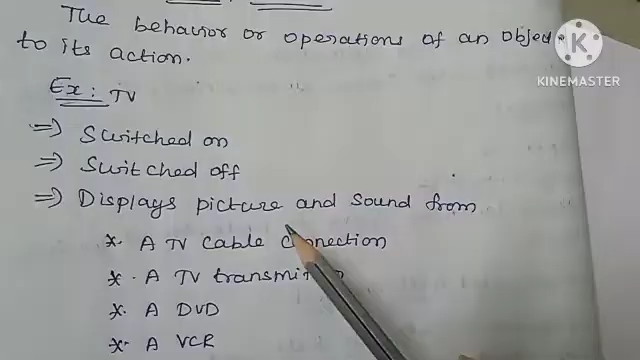 The behavior or operations of an Object
to its action.
Ex: TV
KINEMASTER
=> Switched on
=> Switched off
=> Displays picture and sound from
* A TV cable connection
* A TV
* A DVD
* A VCR